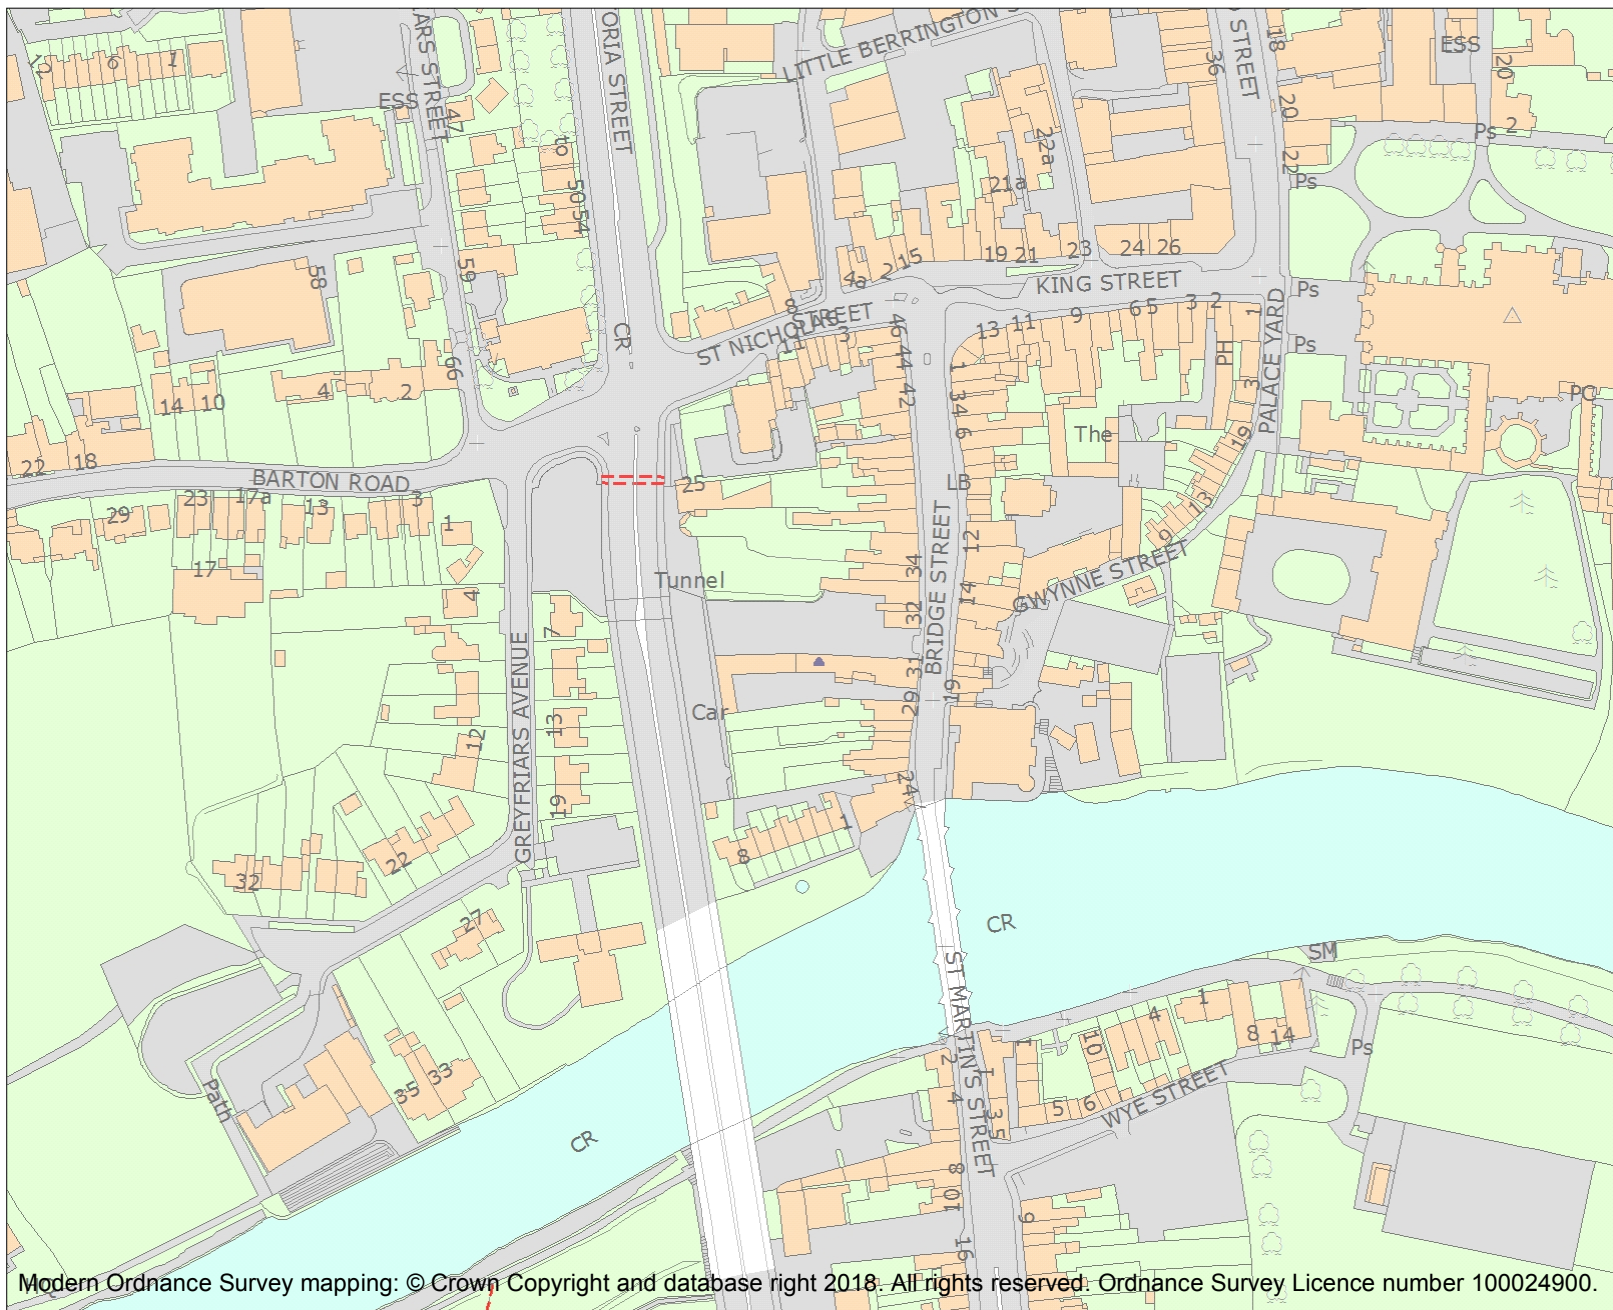 12
6
1
ESS
ARS STREET
47
ORIA STREET
to
50
54
LITTLE BERRINGTON S
36
STREET
18
ESS
20
20
Ps
2
22
Ps
22a
21a
59
58
CR
4a
2
15
19
21
23
24
26
KING STREET
8
ST NICHOLAS
STREET
11
3
46
44
42
13
11
9
6
5
3
2
1
PH
3
PALACE YARD
Ps
Ps
PC
66
14
10
4
2
22
18
BARTON ROAD
1
3
4
6
The
19
13
9
LB
25
29
23
17a
13
3
1
17
4
Tunnel
34
32
31
29
BRIDGE STREET
12
14
GWYNNE STREET
19
7
GREYFRIARS AVENUE
Car
13
12
19
24
1
8
32
22
27
CR
SM
ST MARTIN'S STREET
2
4
1
3
5
1
10
4
1
8
14
Ps
5
6
WYE STREET
Path
35
33
CR
8
10
16
9
HQ
Modern Ordnance Survey mapping: © Crown Copyright and database right 2018. All rights reserved. Ordnance Survey Licence number 100024900.